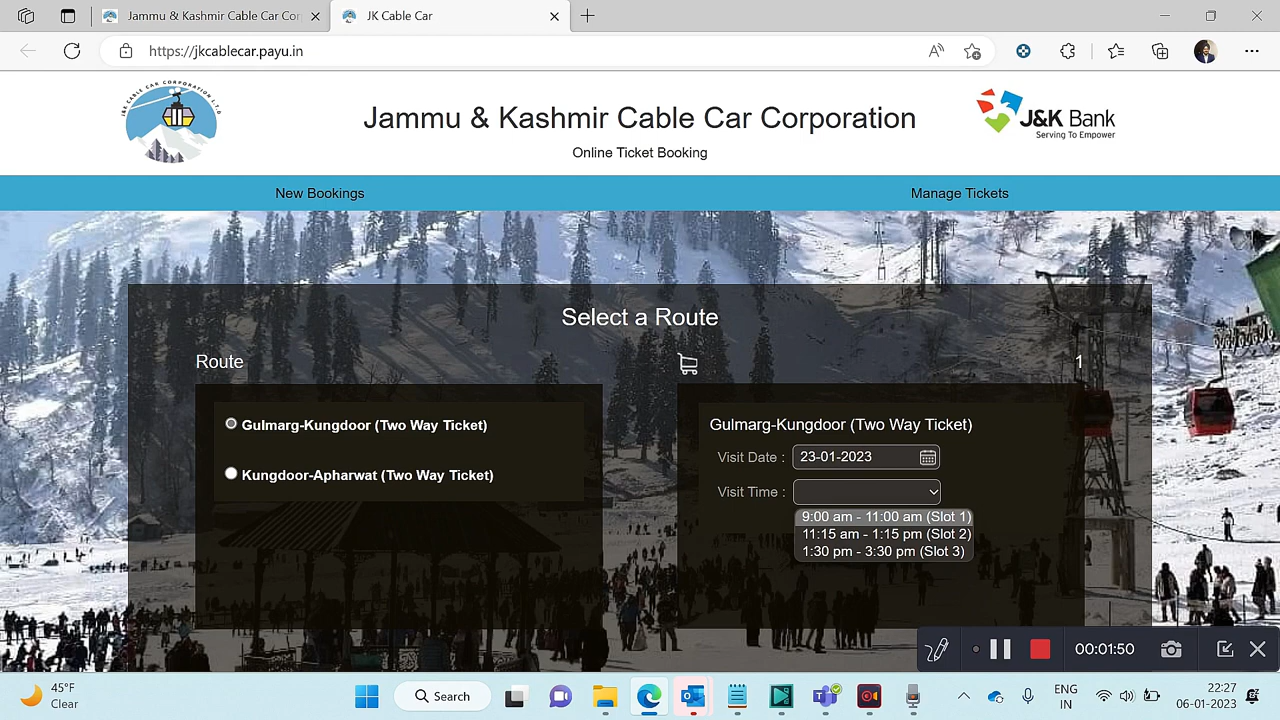 Jammu & Kashmir Cable Car Cor
JK Cable Car
https://jkcablecar.payu.in
J&K CABLE CAR CORPORATION LTD
Jammu & Kashmir Cable Car Corporation
Online Ticket Booking
J&K Bank
Serving To Empower
New Bookings
Manage Tickets
Select a Route
Route
1
Gulmarg-Kungdoor (Two Way Ticket)
Kungdoor-Apharwat (Two Way Ticket)
Gulmarg-Kungdoor (Two Way Ticket)
Visit Date :
23-01-2023
Visit Time :
9:00 am - 11:00 am (Slot 1)
11:15 am - 1:15 pm (Slot 2)
1:30 pm - 3:30 pm (Slot 3)
00:01:50
45°F
Clear
Search
ENG
IN
22:27
06-01-2023